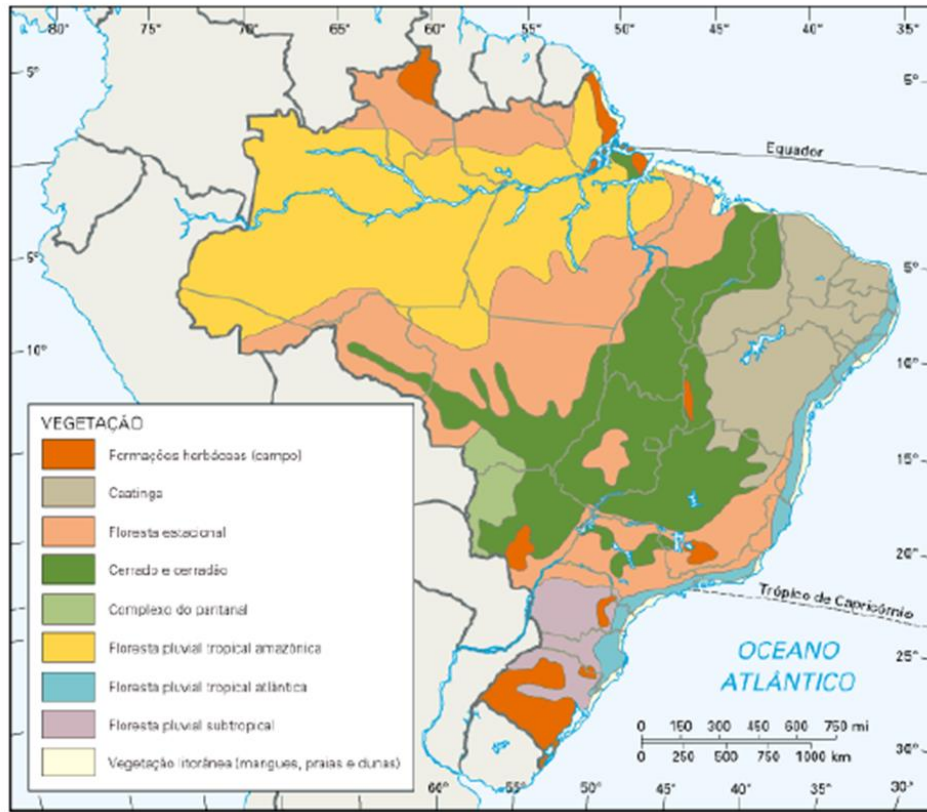 80° 75° 70° 65° 60° 55° 50° 45° 40° 35°
5° 5°
Equador
5° 5°
10° 10°
15°
20°
Trópico de Capricórnio
25°
30°
OCEANO
ATLÂNTICO
0 150 300 450 600 750 mi
0 250 500 750 1000 km
VEGETAÇÃO
Formações herbáceas (campo)
Caatinga
Floresta estacional
Cerrado e cerradão
Complexo do pantanal
Floresta pluvial tropical amazônica
Floresta pluvial tropical atlântica
Floresta pluvial subtropical
Vegetação litorânea (mangues, praias e dunas)
60° 55° 50° 45° 40° 35°